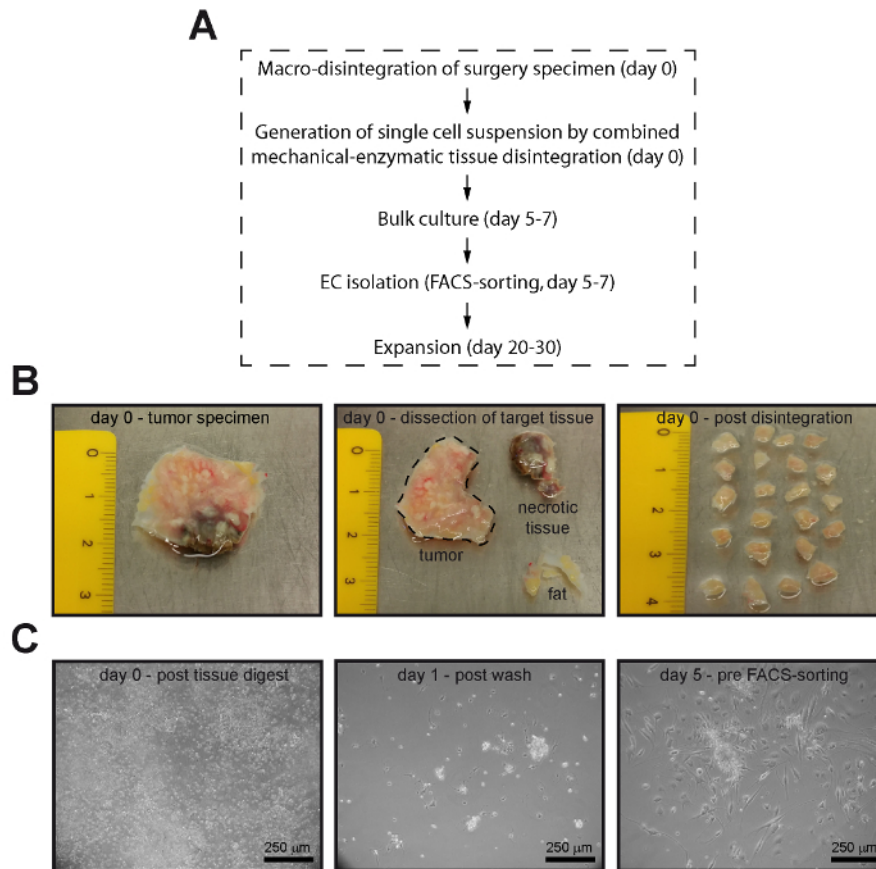 A
Macro-disintegration of surgery specimen (day 0)
Generation of single cell suspension by combined
mechanical-enzymatic tissue disintegration (day 0)
Bulk culture (day 5-7)
EC isolation (FACS-sorting, day 5-7)
Expansion (day 20-30)
B
day 0 - tumor specimen
0
1
2
3
day 0 - dissection of target tissue
0
1
2
3
tumor
necrotic
tissue
fat
day 0 - post disintegration
0
1
2
3
4
C
day 0 - post tissue digest
250 μm
day 1 - post wash
250 μm
day 5 - pre FACS-sorting
250 μm